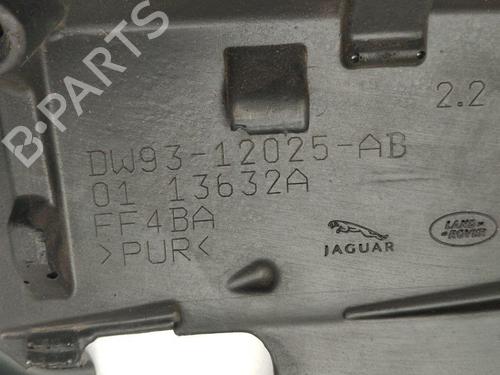 B-PARTS
2.2
DW93-12025-AB
01 13632A
FF4BA
>PUR<
JAGUAR
LAND-
-ROVER